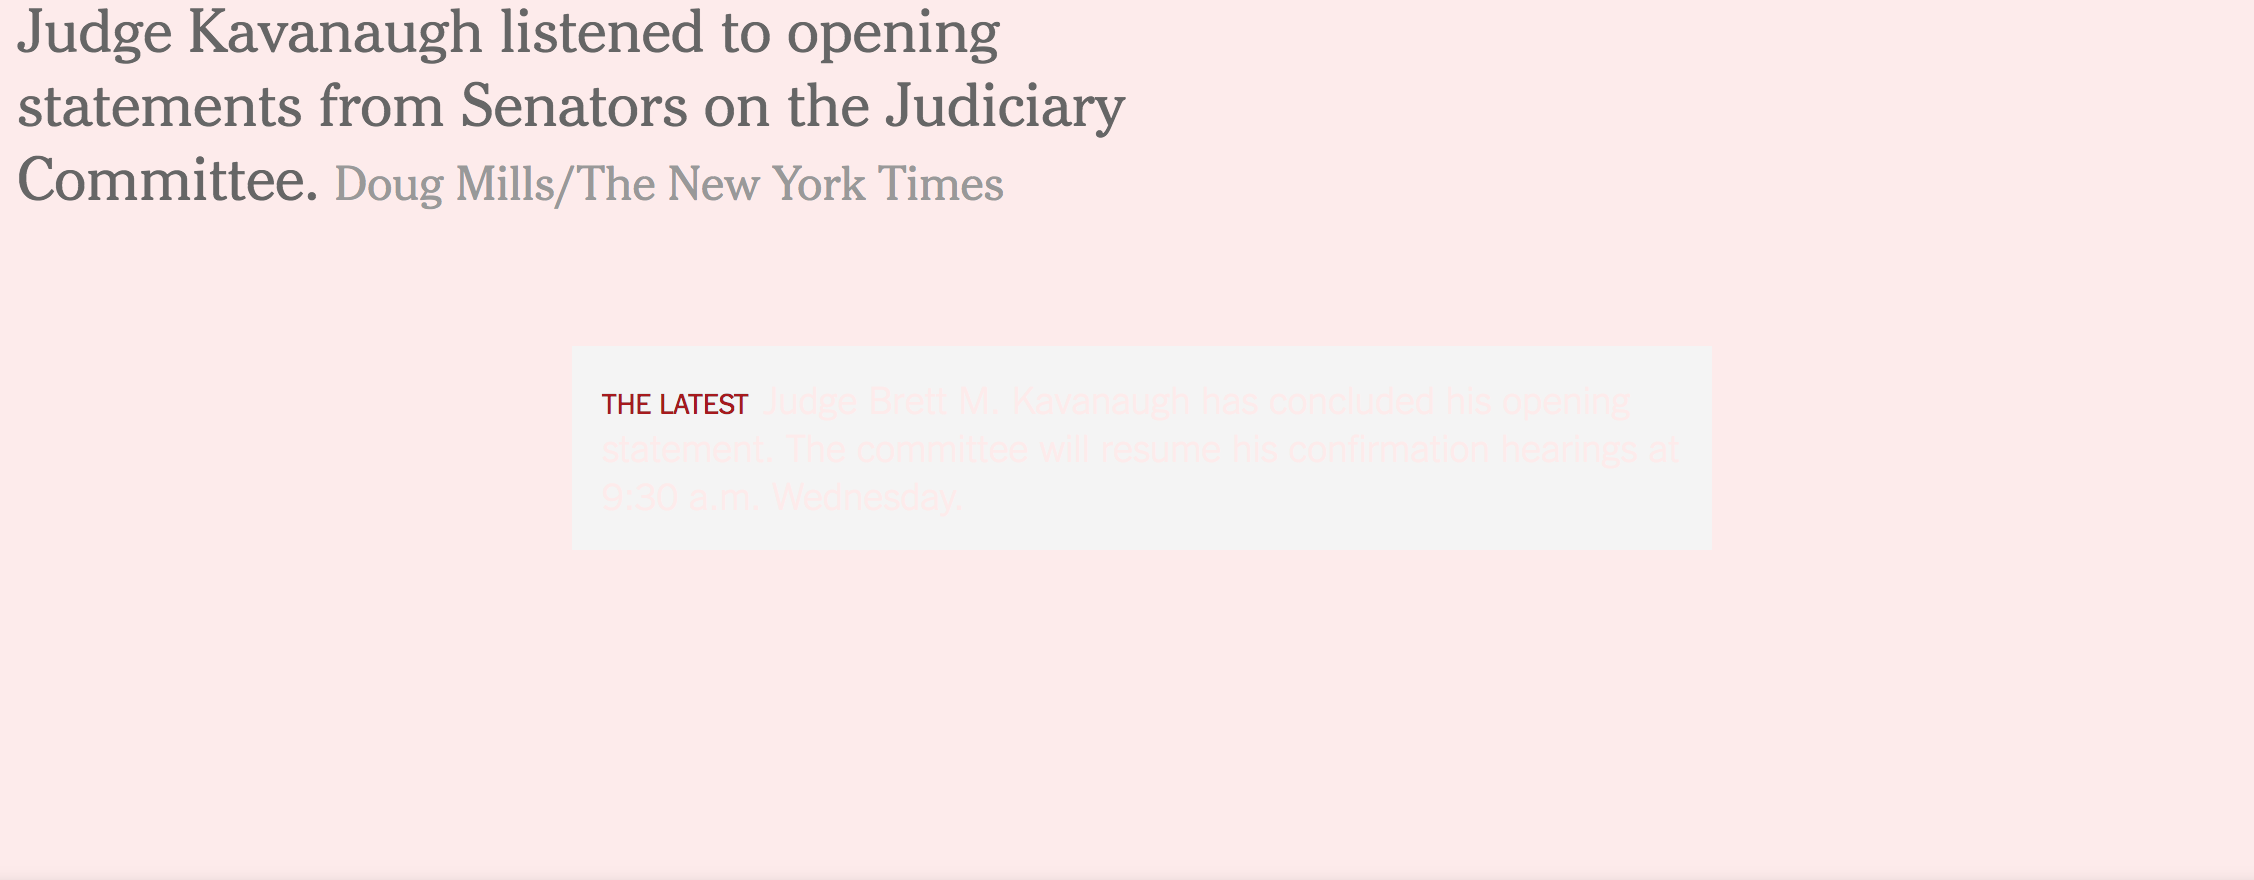 Judge Kavanaugh listened to opening
statements from Senators on the Judiciary
Committee. Doug Mills/The New York Times
THE LATEST Judge Brett M. Kavanaugh has concluded his opening
statement. The committee will resume his confirmation hearings at
9:30 a.m. Wednesday.